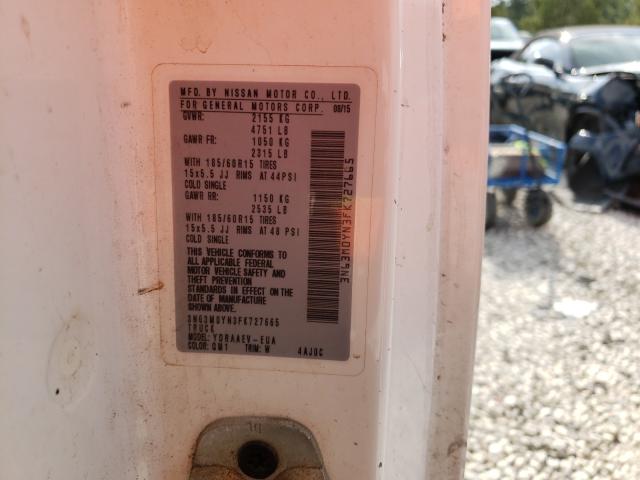 MFD. BY NISSAN MOTOR CO., LTD.
FOR GENERAL MOTORS CORP. 08/15
GVWR: 2155 KG
4751 LB
GAWR FR: 1050 KG
2315 LB
WITH 185/60R15 TIRES
15x5.5 JJ RIMS AT 44PSI
COLD SINGLE
GAWR RR: 1150 KG
2535 LB
WITH 185/60R15 TIRES
15x5.5 JJ RIMS AT 48 PSI
COLD SINGLE
THIS VEHICLE CONFORMS TO
ALL APPLICABLE FEDERAL
MOTOR VEHICLE SAFETY AND
THEFT PREVENTION
STANDARDS IN EFFECT ON THE
DATE OF MANUFACTURE
SHOWN ABOVE.
3N63M0YN3FK727665
TRUCK
MODEL: YDRAAEV-EUA
COLOR: QM1 TRIM: W 4AJ0C
3N63M0YN3FK727665